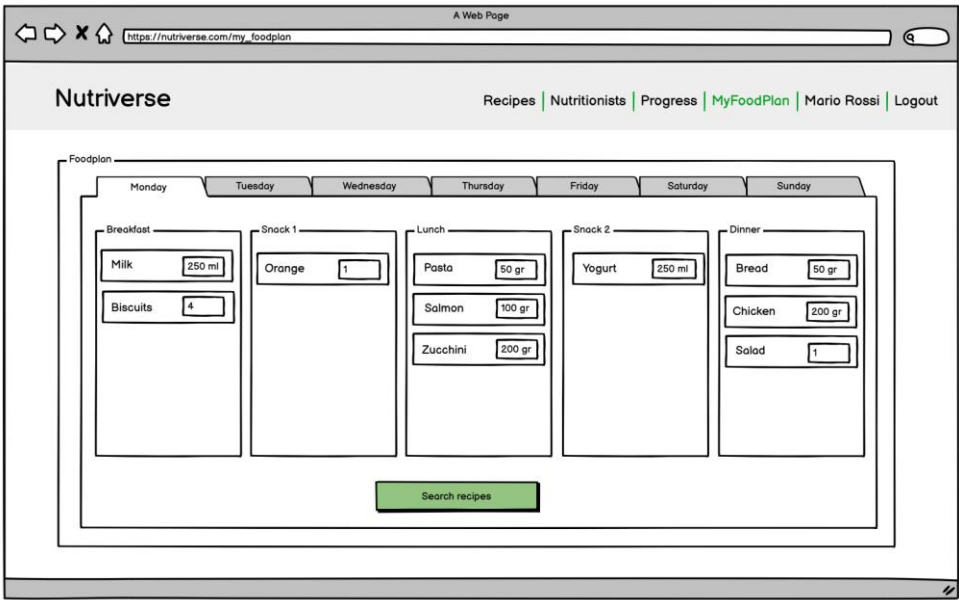 A Web Page
https://nutriverse.com/my_foodplan
Nutriverse
Recipes | Nutritionists | Progress | MyFoodPlan | Mario Rossi | Logout
Foodplan
Monday Tuesday Wednesday Thursday Friday Saturday Sunday
Breakfast
Milk 250 ml
Biscuits 4
Snack 1
Orange 1
Lunch
Pasta 50 gr
Salmon 100 gr
Zucchini 200 gr
Snack 2
Yogurt 250 ml
Dinner
Bread 50 gr
Chicken 200 gr
Salad 1
Search recipes